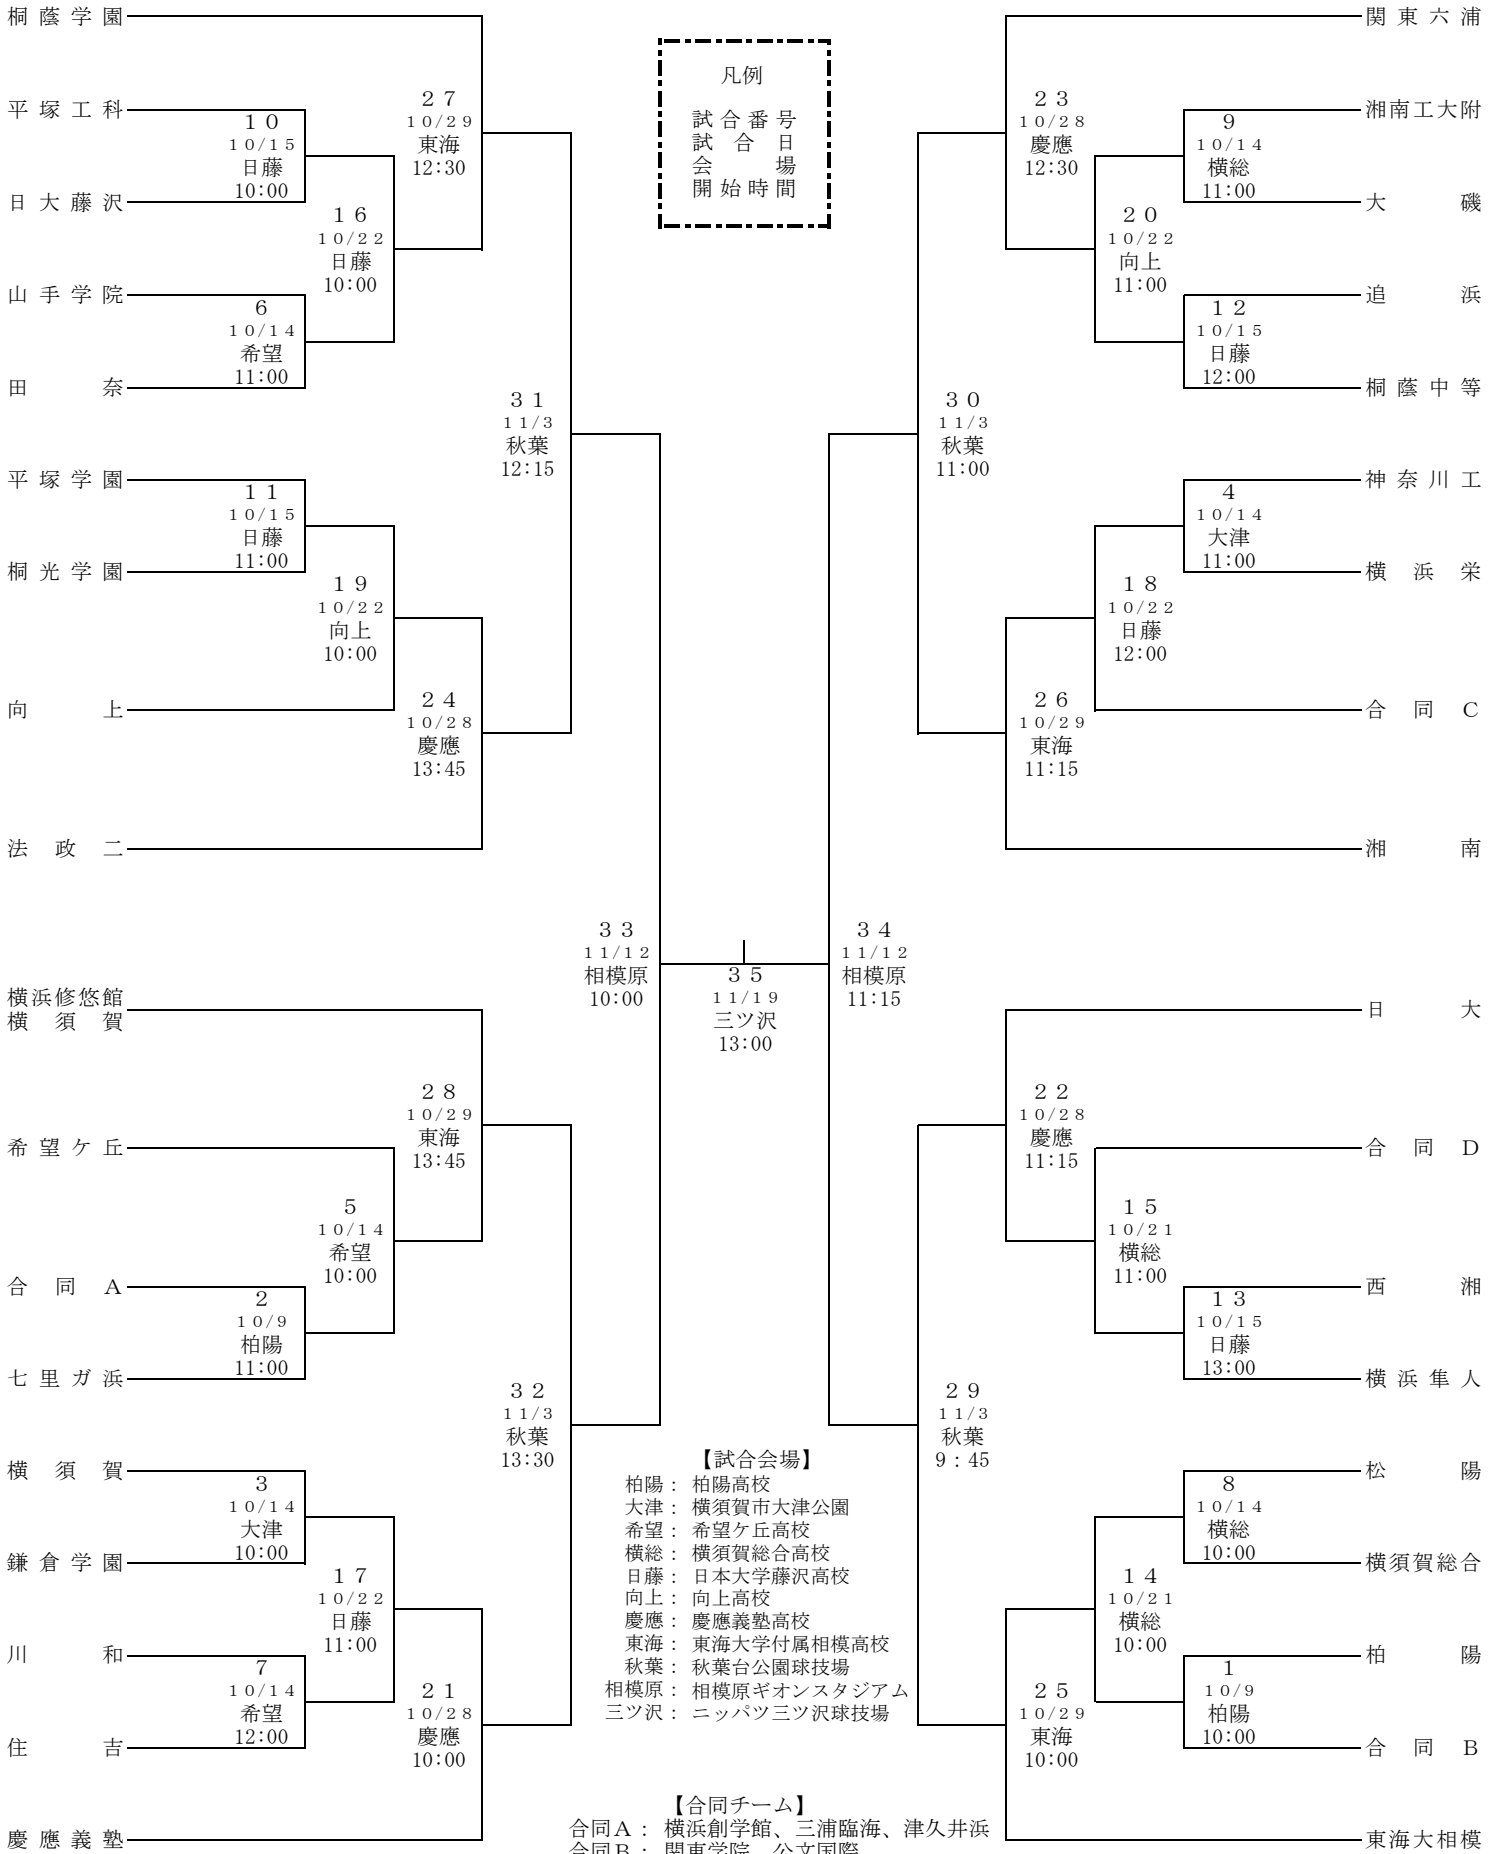 桐蔭学園
平塚工科
10
10/15
日藤
10:00
日大藤沢
16
10/22
日藤
10:00
山手学院
6
10/14
希望
11:00
田奈
27
10/29
東海
12:30
平塚学園
11
10/15
日藤
11:00
桐光学園
19
10/22
向上
10:00
向上
24
10/28
慶應
13:45
法政二
31
11/3
秋葉
12:15
横浜修悠館
横須賀
28
10/29
東海
13:45
希望ケ丘
5
10/14
希望
10:00
合同A
2
10/9
柏陽
11:00
七里ガ浜
32
11/3
秋葉
13:30
横須賀
3
10/14
大津
10:00
鎌倉学園
17
10/22
日藤
11:00
川和
7
10/14
希望
12:00
住吉
21
10/28
慶應
10:00
慶應義塾
凡例
試合番号
試合日
会場
開始時間
33
11/12
相模原
10:00
35
11/19
三ツ沢
13:00
34
11/12
相模原
11:15
関東六浦
23
10/28
慶應
12:30
湘南工大附
9
10/14
横総
11:00
大磯
20
10/22
向上
11:00
追浜
12
10/15
日藤
12:00
桐蔭中等
30
11/3
秋葉
11:00
神奈川工
4
10/14
大津
11:00
横浜栄
18
10/22
日藤
12:00
合同C
26
10/29
東海
11:15
湘南
日大
22
10/28
慶應
11:15
合同D
15
10/21
横総
11:00
西湘
13
10/15
日藤
13:00
横浜隼人
29
11/3
秋葉
9:45
松陽
8
10/14
横総
10:00
横須賀総合
14
10/21
横総
10:00
柏陽
1
10/9
柏陽
10:00
合同B
25
10/29
東海
10:00
東海大相模
【試合会場】
柏陽：柏陽高校
大津：横須賀市大津公園
希望：希望ケ丘高校
横総：横須賀総合高校
日藤：日本大学藤沢高校
向上：向上高校
慶應：慶應義塾高校
東海：東海大学付属相模高校
秋葉：秋葉台公園球技場
相模原：相模原ギオンスタジアム
三ツ沢：ニッパツ三ツ沢球技場
【合同チーム】
合同A：横浜創学館、三浦臨海、津久井浜
合同B：関東学院、公文国際